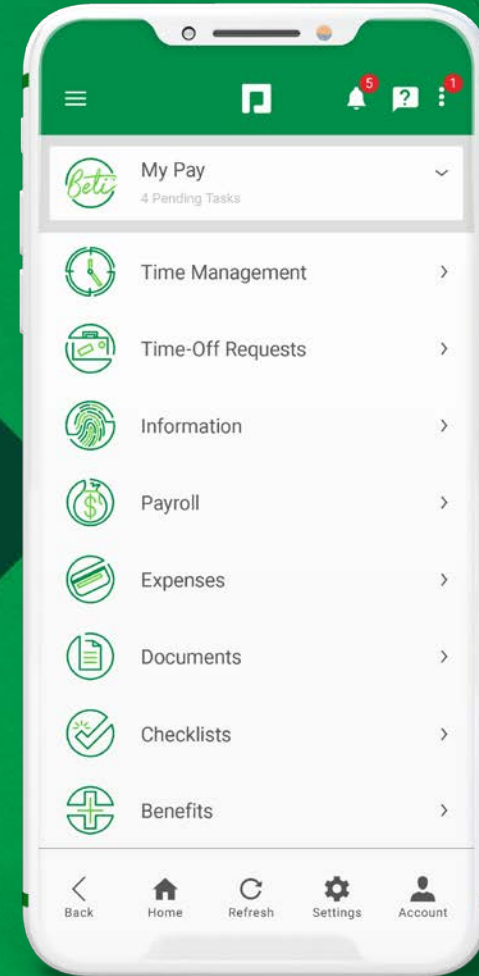 5
?
1
Beti
My Pay
4 Pending Tasks
Time Management
Time-Off Requests
Information
$
Payroll
Expenses
Documents
Checklists
Benefits
Back
Home
Refresh
Settings
Account